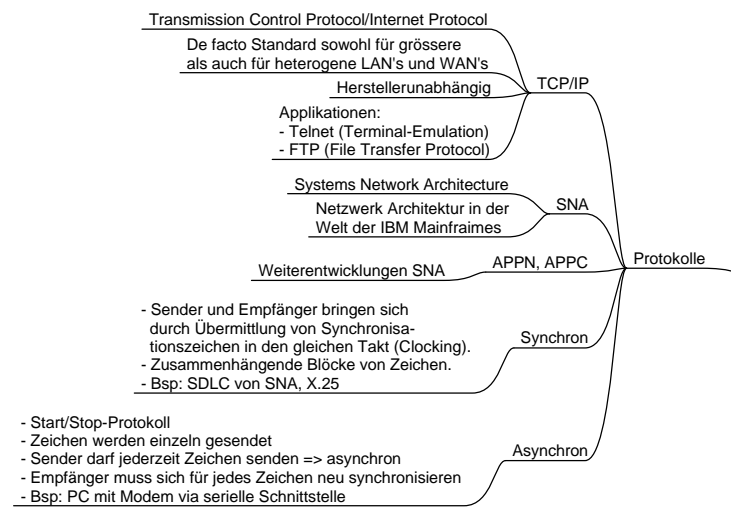 Transmission Control Protocol/Internet Protocol
De facto Standard sowohl für grössere
als auch für heterogene LAN's und WAN's
Herstellerunabhängig
TCP/IP
Applikationen:
- Telnet (Terminal-Emulation)
- FTP (File Transfer Protocol)
Systems Network Architecture
SNA
Netzwerk Architektur in der
Welt der IBM Mainfraimes
Protokolle
APPN, APPC
Weiterentwicklungen SNA
- Sender und Empfänger bringen sich
durch Übermittlung von Synchronisa-
tionszeichen in den gleichen Takt (Clocking).
- Zusammenhängende Blöcke von Zeichen.
- Bsp: SDLC von SNA, X.25
Synchron
- Start/Stop-Protokoll
- Zeichen werden einzeln gesendet
- Sender darf jederzeit Zeichen senden => asynchron
- Empfänger muss sich für jedes Zeichen neu synchronisieren
- Bsp: PC mit Modem via serielle Schnittstelle
Asynchron